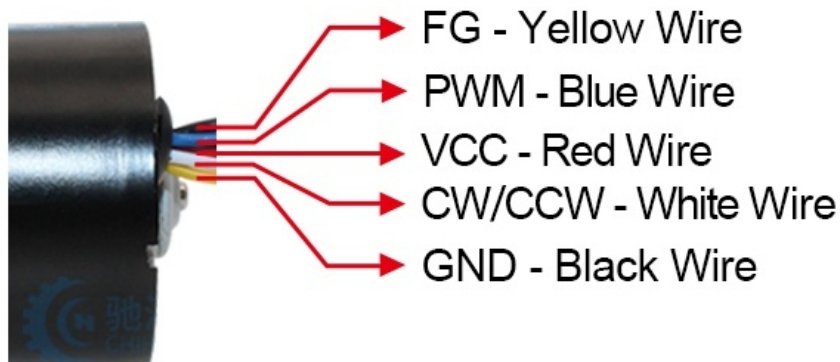 FG - Yellow Wire
PWM - Blue Wire
VCC - Red Wire
CW/CCW - White Wire
GND - Black Wire